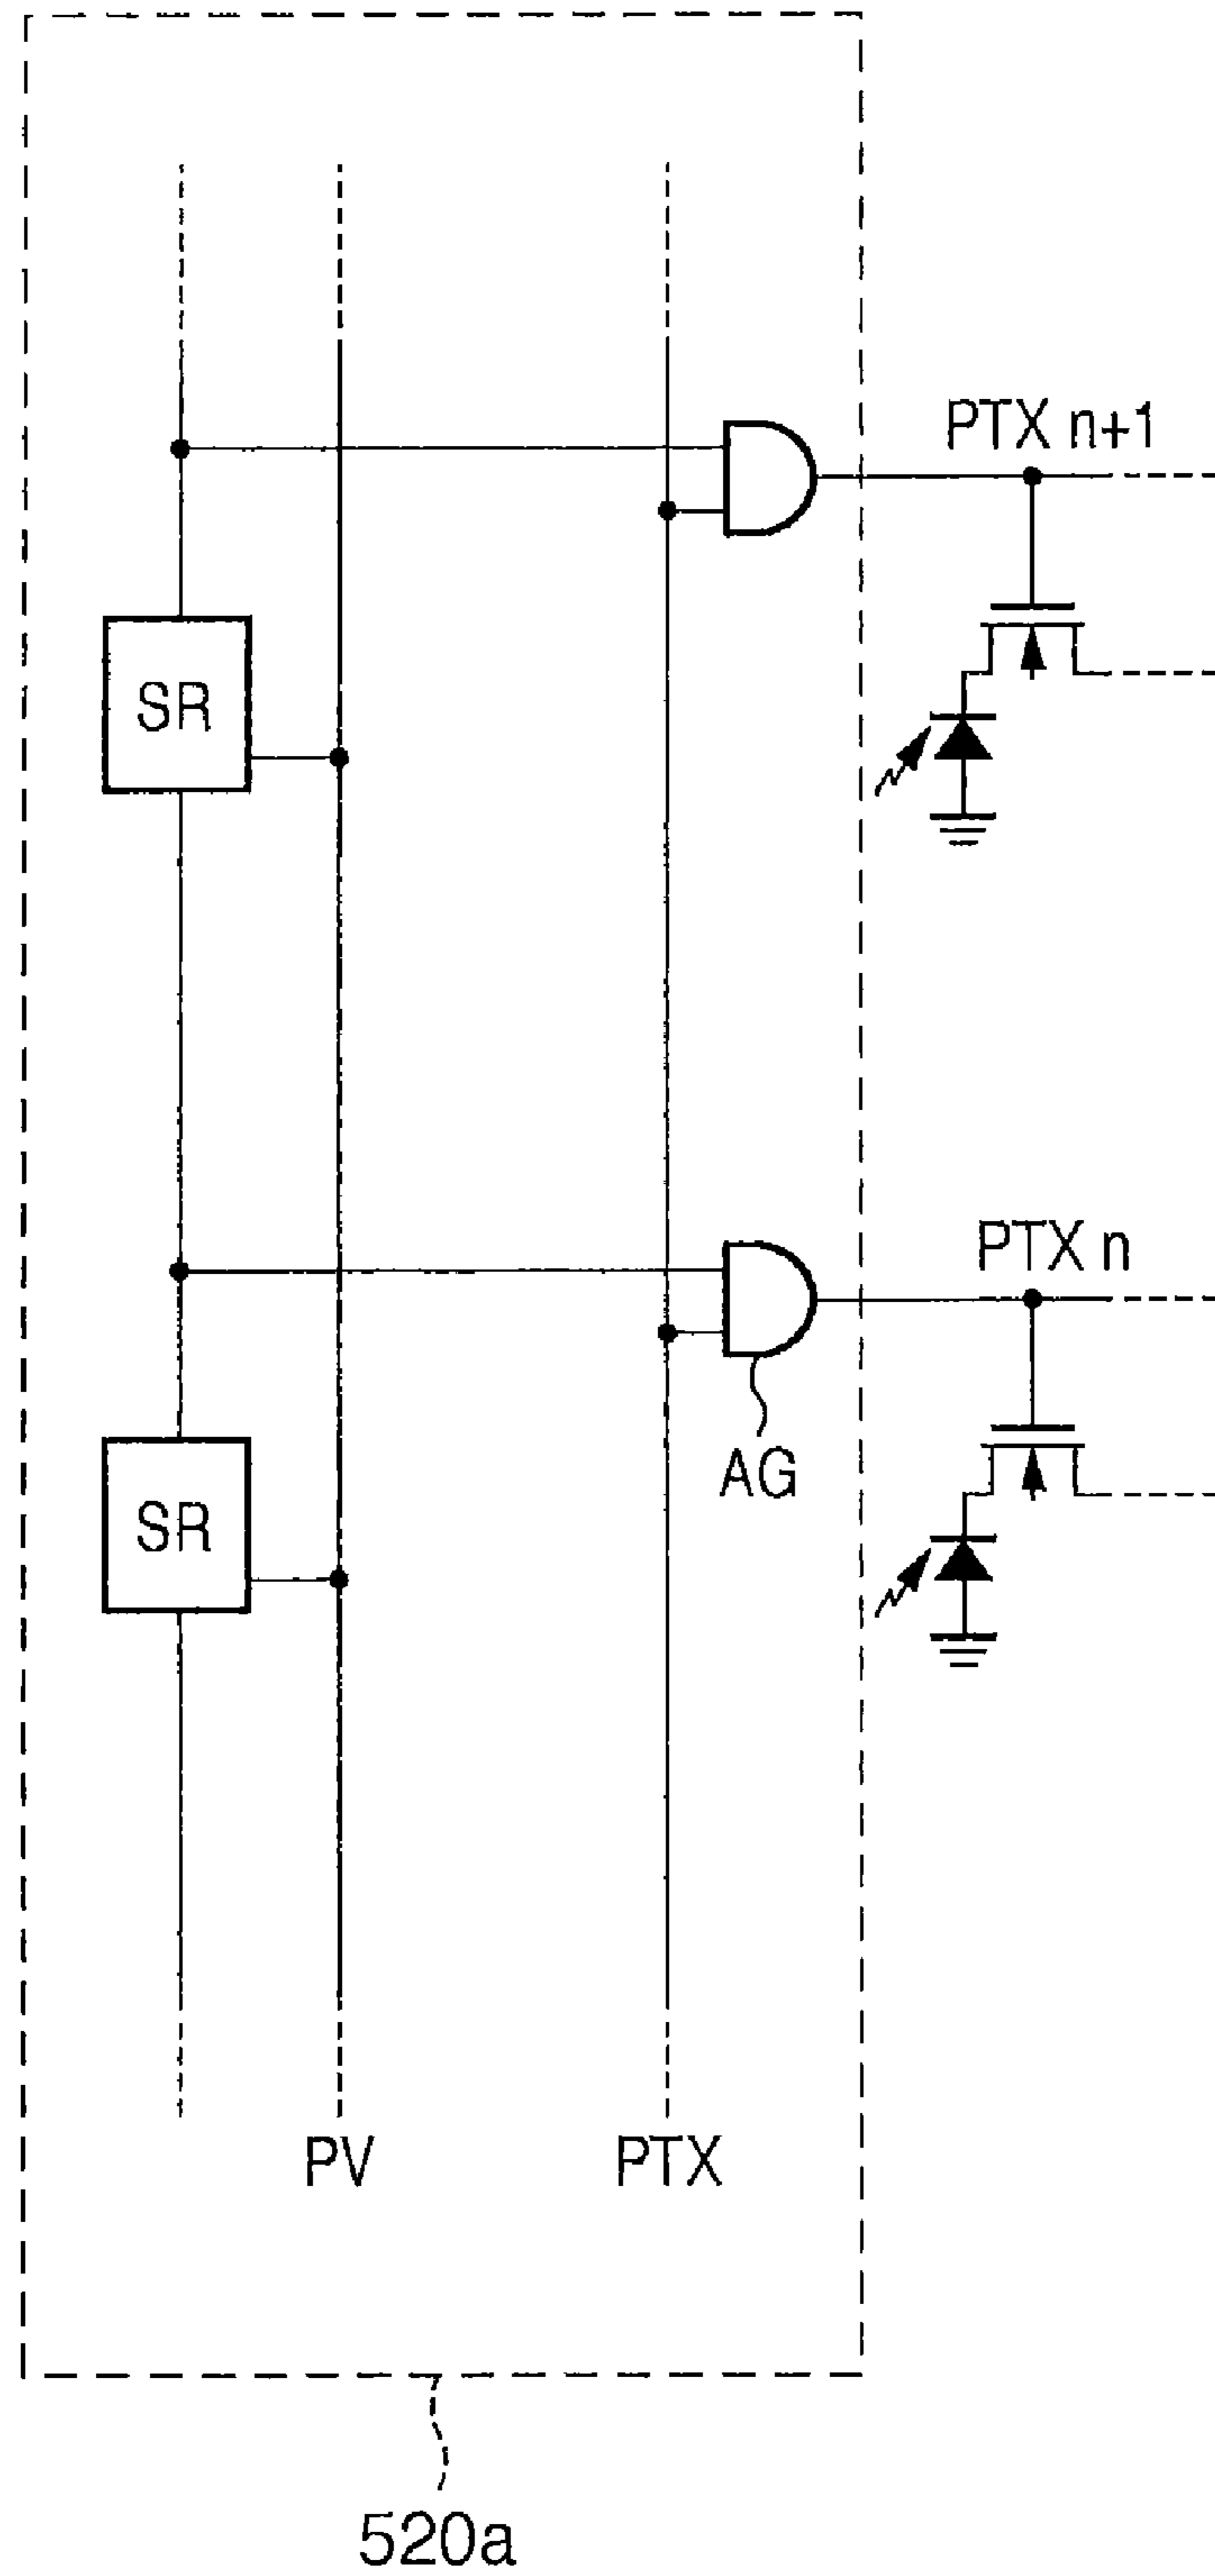 PTX n+1
SR
PTX n
AG
SR
PV
PTX
520a